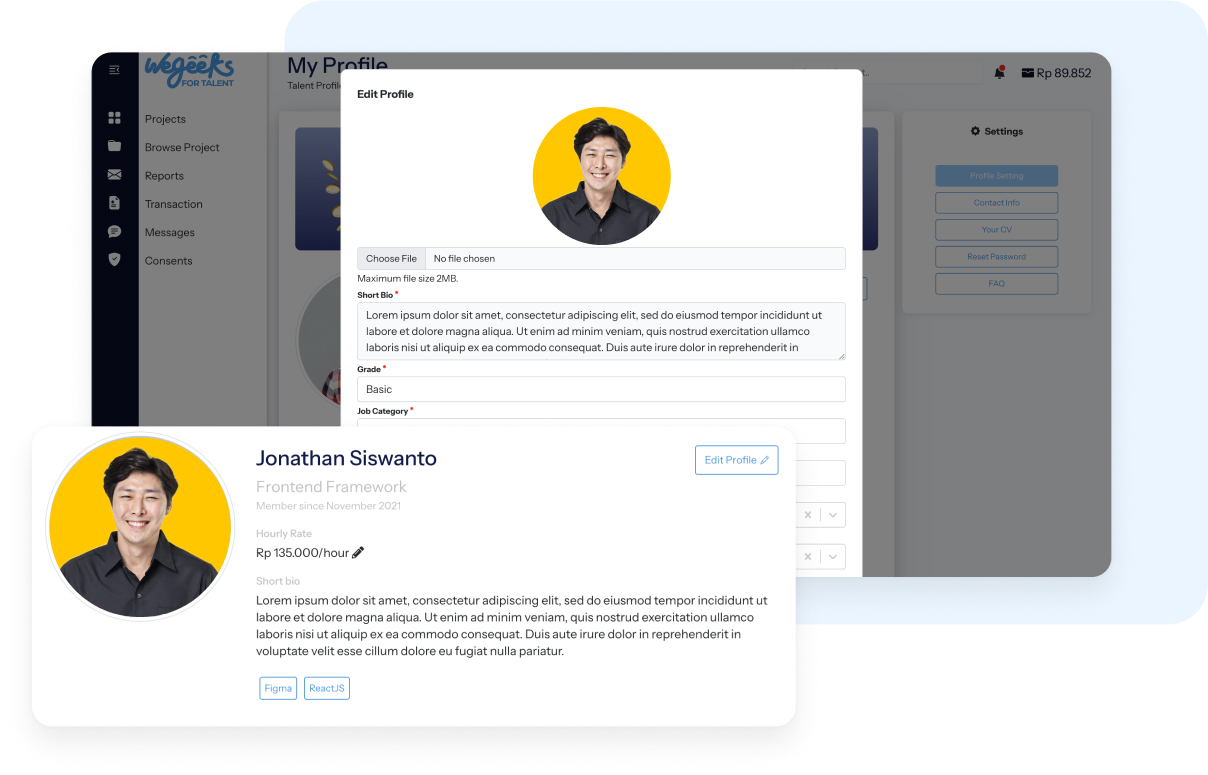 wegeeks
FOR TALENT
My Profile
Talent Profil
Rp 89.852
Projects
Browse Project
Reports
Transaction
Messages
Consents
Settings
Profile Setting
Contact Info
Your CV
Reset Password
FAQ
Edit Profile
Choose File No file chosen
Maximum file size 2MB.
Short Bio *
Lorem ipsum dolor sit amet, consectetur adipiscing elit, sed do eiusmod tempor incididunt ut
labore et dolore magna aliqua. Ut enim ad minim veniam, quis nostrud exercitation ullamco
laboris nisi ut aliquip ex ea commodo consequat. Duis aute irure dolor in reprehenderit in
Grade *
Basic
Job Category *
Jonathan Siswanto
Edit Profile
Frontend Framework
Member since November 2021
Hourly Rate
Rp 135.000/hour
Short bio
Lorem ipsum dolor sit amet, consectetur adipiscing elit, sed do eiusmod tempor incididunt ut
labore et dolore magna aliqua. Ut enim ad minim veniam, quis nostrud exercitation ullamco
laboris nisi ut aliquip ex ea commodo consequat. Duis aute irure dolor in reprehenderit in
voluptate velit esse cillum dolore eu fugiat nulla pariatur.
Figma
ReactJS